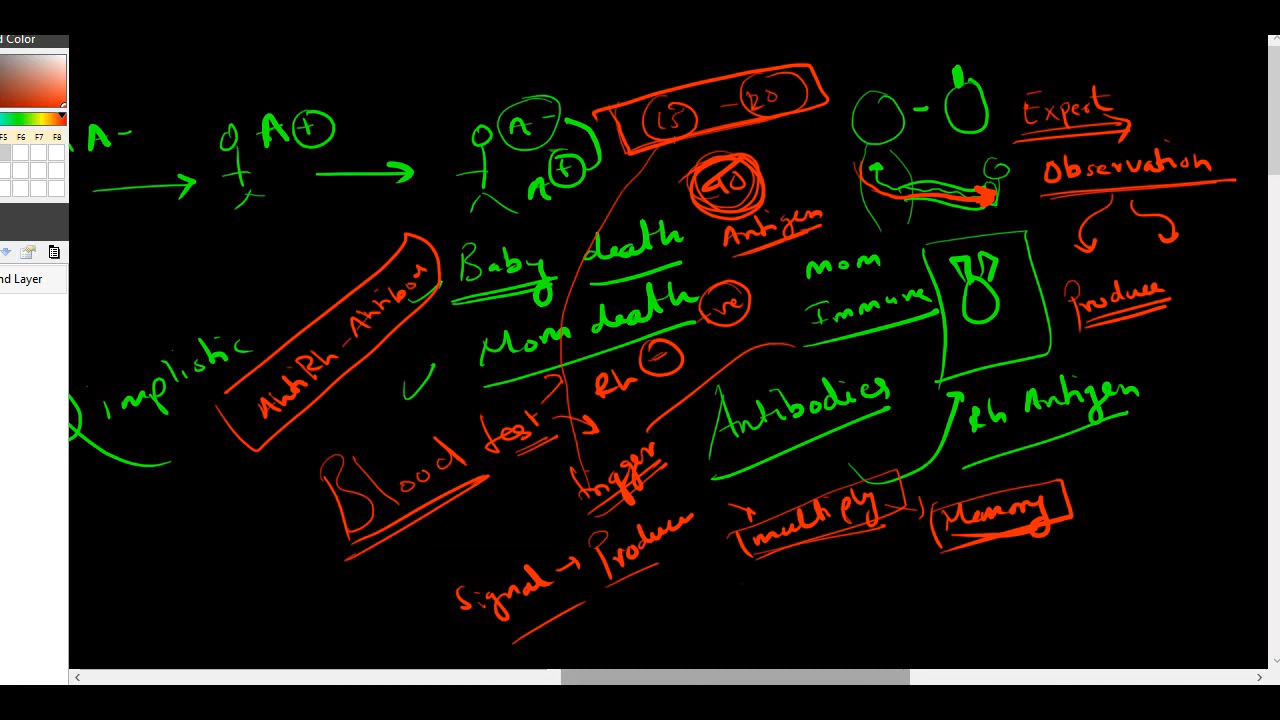 d Color
F5 F6 F7 F8
nd Layer
A-
A+
A-
A+
15 - 20
40
Antigen
Expert
Observation
Produce
Baby death
Mom death
-ve
Mom
Immune
Anti Rh - Antibody
implistic
Rh -
Blood test
Antibodies
Rh Antigen
trigger
Signal → Produce
multiply
Memory